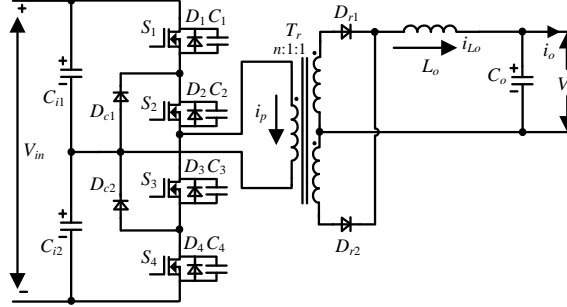 S1
D1 C1
Tr
n:1:1
Dr1
Lo
iLo
io
Co
V
Ci1
Dc1
S2
D2 C2
ip
Vin
Dc2
S3
D3 C3
Ci2
S4
D4 C4
Dr2